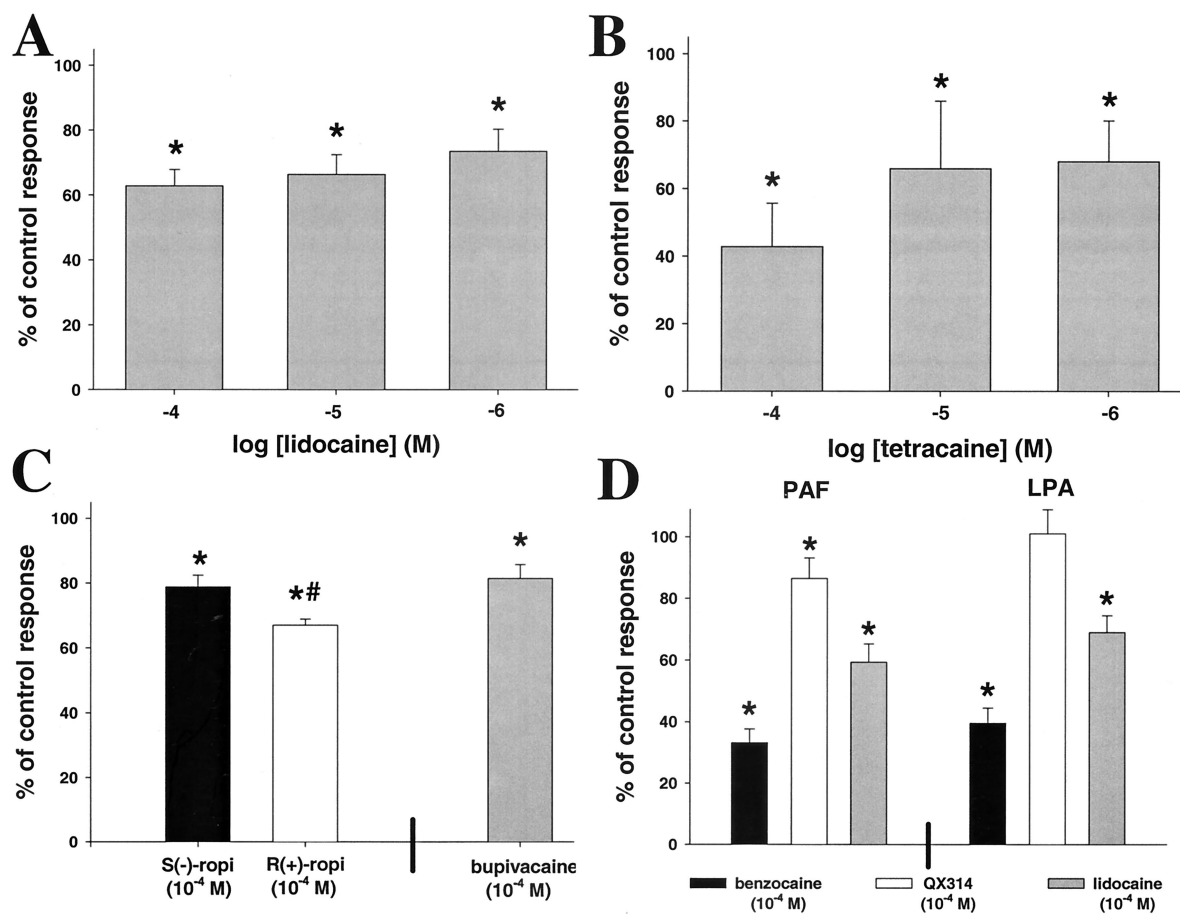 A
% of control response
100
80
60
40
20
0
* * *
-4 -5 -6
log [lidocaine] (M)
B
% of control response
100
80
60
40
20
0
* * *
-4 -5 -6
log [tetracaine] (M)
C
% of control response
100
80
60
40
20
0
* *# *
S(-)-ropi R(+)-ropi bupivacaine
(10⁻⁴ M) (10⁻⁴ M) (10⁻⁴ M)
D
PAF LPA
% of control response
100
80
60
40
20
0
* * * * *
benzocaine QX314 lidocaine
(10⁻⁴ M) (10⁻⁴ M) (10⁻⁴ M)